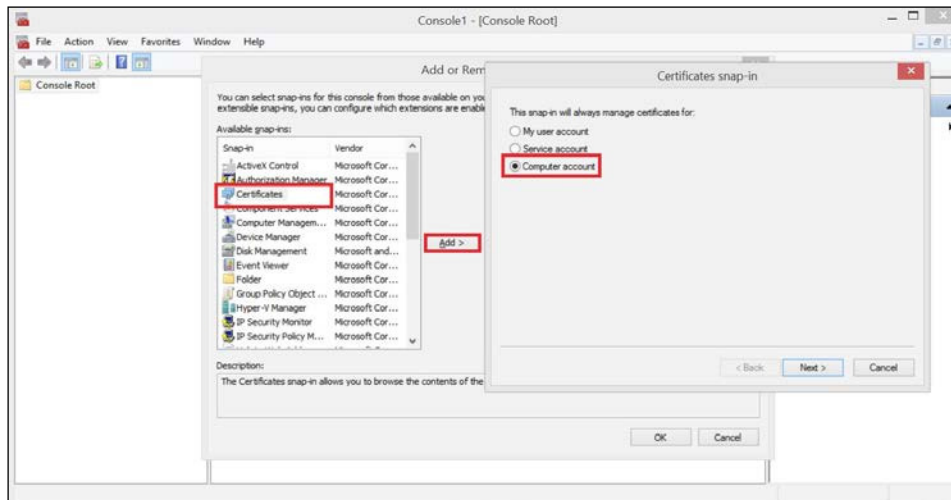 Console1 - [Console Root]
File Action View Favorites Window Help
Console Root
Add or Rem
You can select snap-ins for this console from those available on you
extensible snap-ins, you can configure which extensions are enable
Available snap-ins:
Snap-in Vendor
ActiveX Control Microsoft Cor...
Authorization Manager Microsoft Cor...
Certificates Microsoft Cor...
Component Services Microsoft Cor...
Computer Managem... Microsoft Cor...
Device Manager Microsoft Cor...
Disk Management Microsoft and...
Event Viewer Microsoft Cor...
Folder Microsoft Cor...
Group Policy Object ... Microsoft Cor...
Hyper-V Manager Microsoft Cor...
IP Security Monitor Microsoft Cor...
IP Security Policy M... Microsoft Cor...
Add >
Description:
The Certificates snap-in allows you to browse the contents of the
OK Cancel
Certificates snap-in
This snap-in will always manage certificates for:
My user account
Service account
Computer account
< Back Next > Cancel